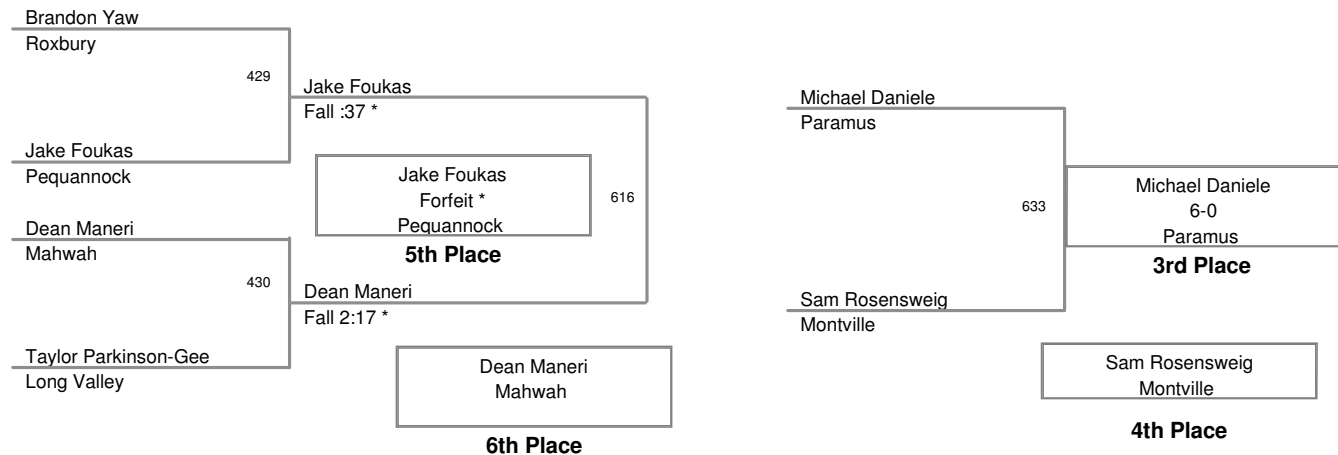 Brandon Yaw
Roxbury
429
Jake Foukas
Fall :37 *
Jake Foukas
Pequannock
Jake Foukas
Forfeit *
Pequannock
5th Place
616
Dean Maneri
Mahwah
430
Dean Maneri
Fall 2:17 *
Taylor Parkinson-Gee
Long Valley
Dean Maneri
Mahwah
6th Place
Michael Daniele
Paramus
633
Michael Daniele
6-0
Paramus
3rd Place
Sam Rosensweig
Montville
Sam Rosensweig
Montville
4th Place